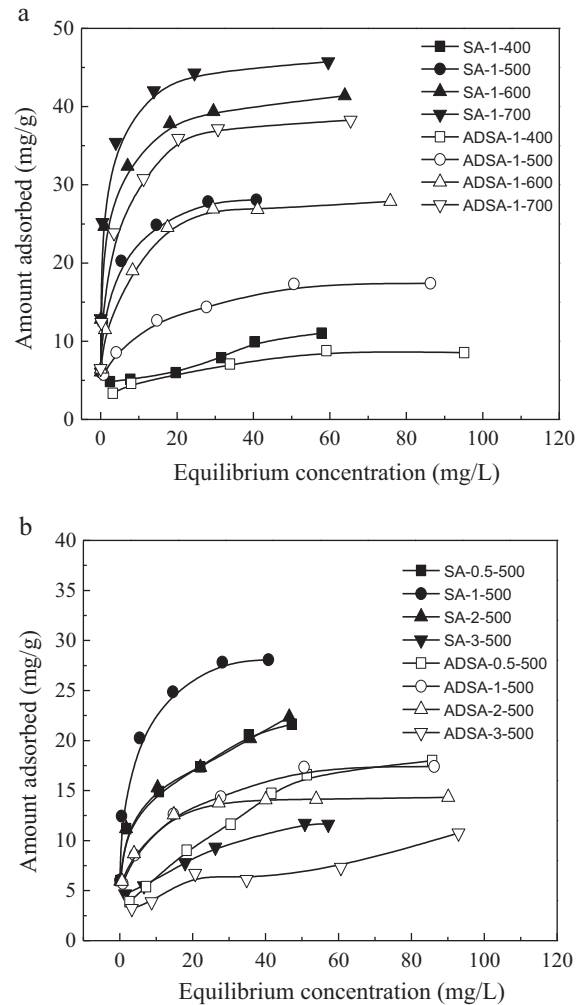 a
50
40
30
20
10
0
Amount adsorbed (mg/g)
SA-1-400
SA-1-500
SA-1-600
SA-1-700
ADSA-1-400
ADSA-1-500
ADSA-1-600
ADSA-1-700
0 20 40 60 80 100 120
Equilibrium concentration (mg/L)
b
40
35
30
25
20
15
10
5
0
Amount adsorbed (mg/g)
SA-0.5-500
SA-1-500
SA-2-500
SA-3-500
ADSA-0.5-500
ADSA-1-500
ADSA-2-500
ADSA-3-500
0 20 40 60 80 100 120
Equilibrium concentration (mg/L)